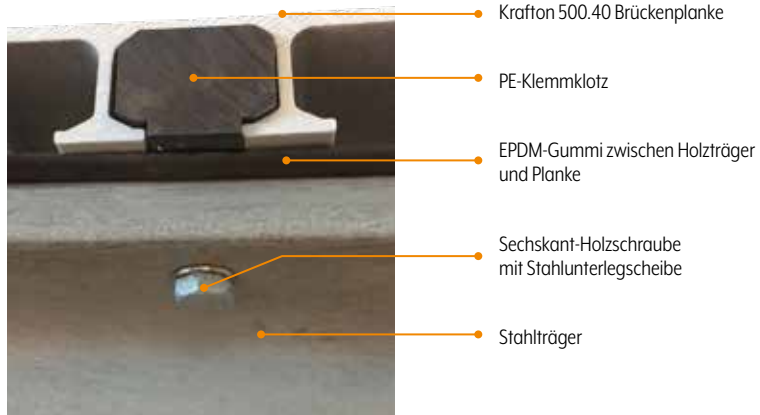 Krafton 500.40 Brückenplanke
PE-Klemmklotz
EPDM-Gummi zwischen Holzträger
und Planke
Sechskant-Holzschraube
mit Stahlunterlegscheibe
Stahlträger